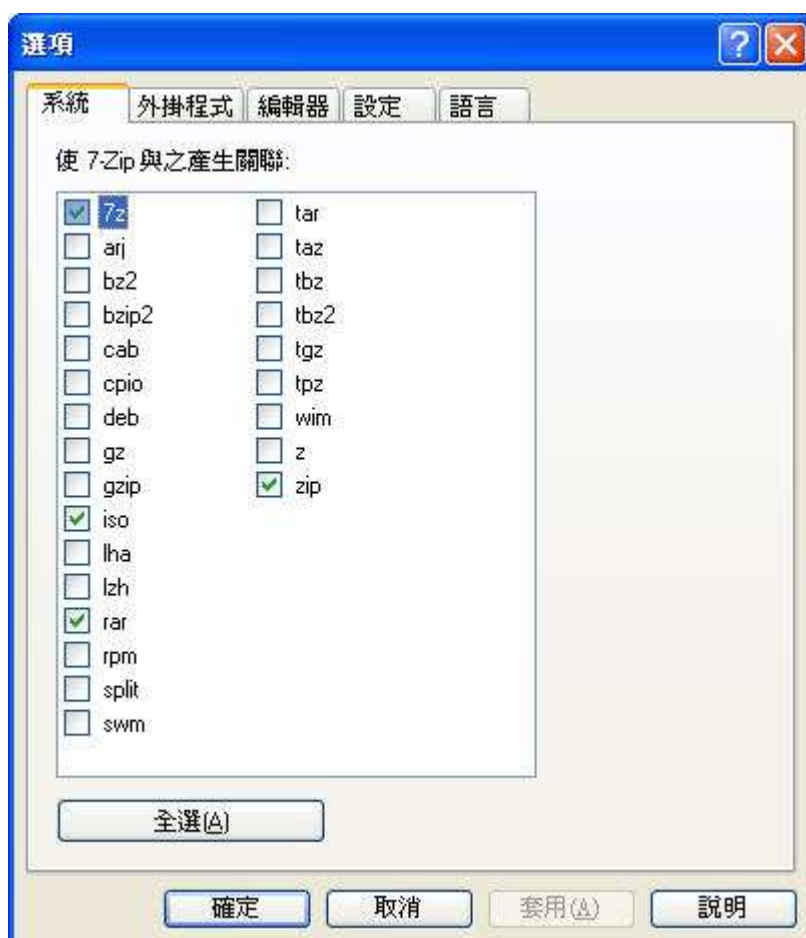 選項
系統
外掛程式
編輯器
設定
語言
使 7-Zip 與之產生關聯:
7z
arj
bz2
bzip2
cab
cpio
deb
gz
gzip
iso
lha
lzh
rar
rpm
split
swm
tar
taz
tbz
tbz2
tgz
tpz
wim
z
zip
全選(A)
確定
取消
套用(A)
說明